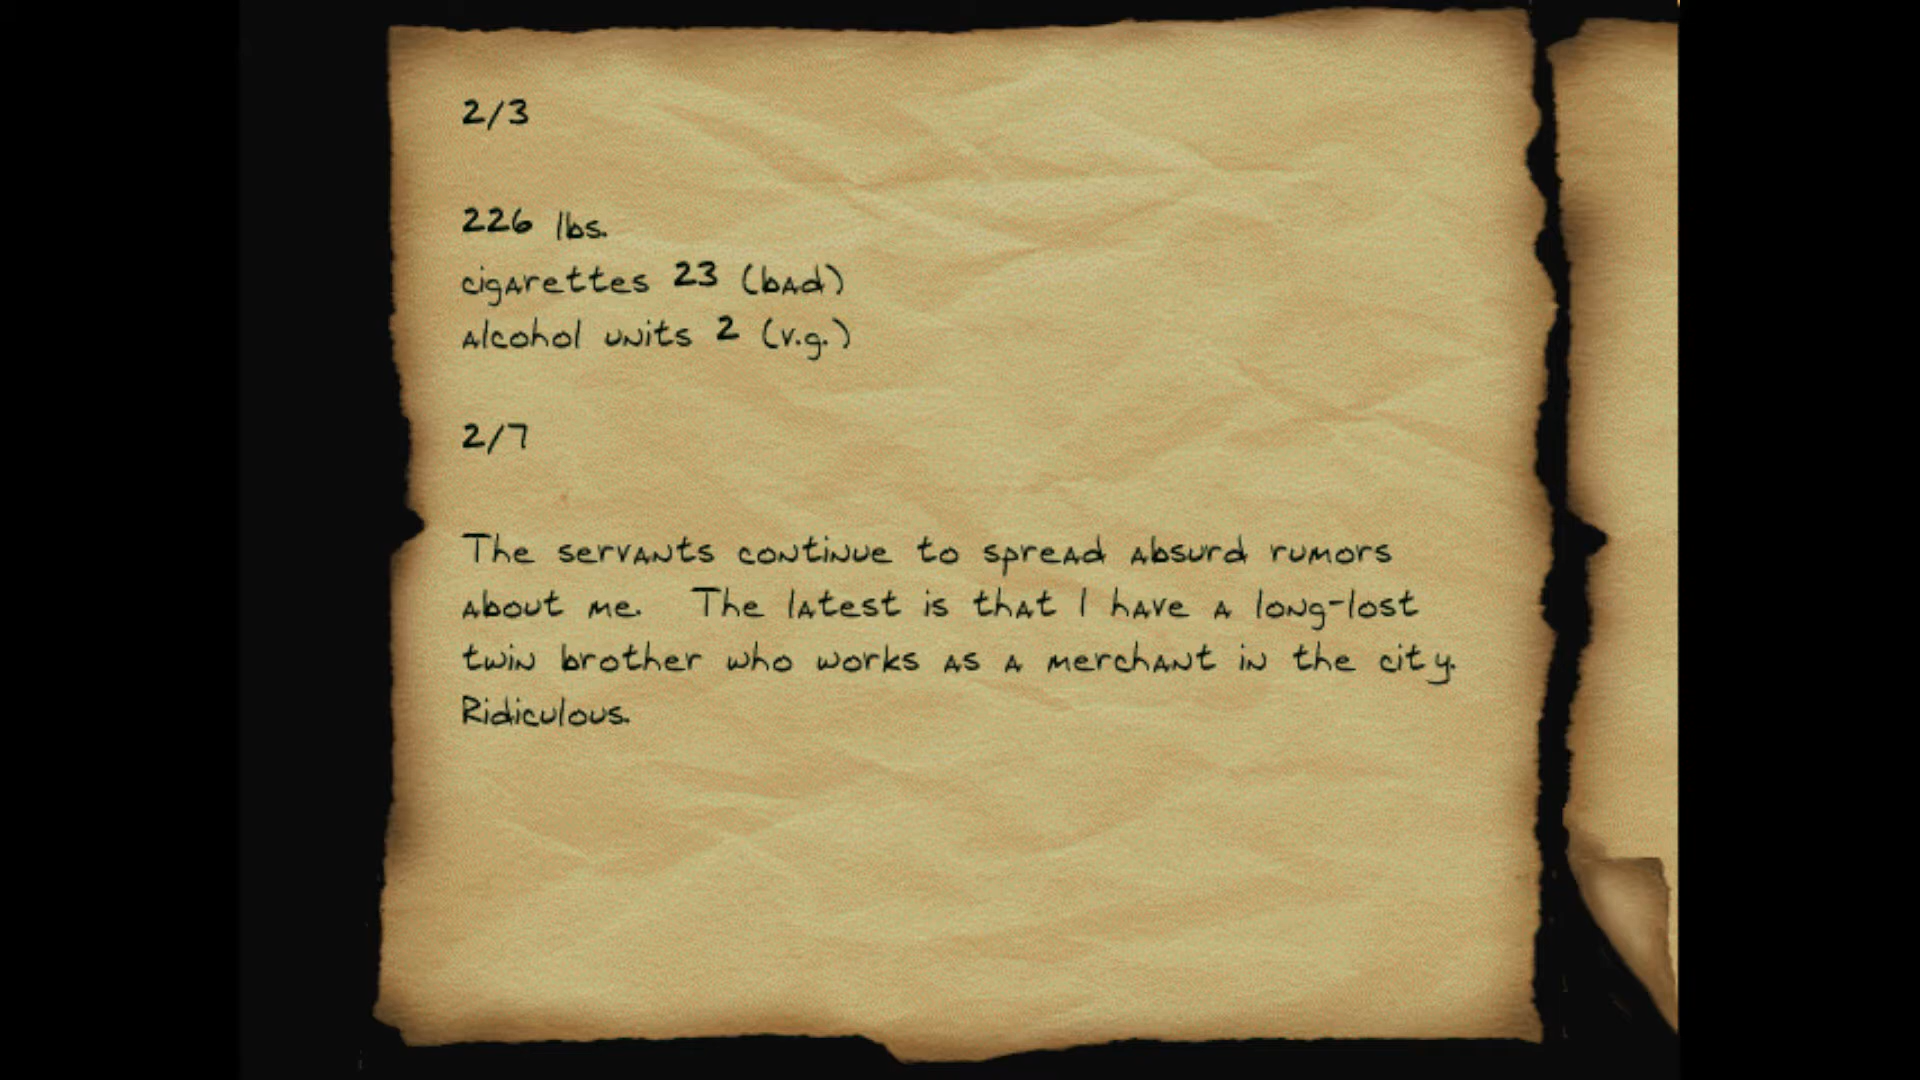 2/3
226 lbs.
cigarettes 23 (bad)
alcohol units 2 (v.g.)
2/7
The servants continue to spread absurd rumors
about me. The latest is that I have a long-lost
twin brother who works as a merchant in the city.
Ridiculous.